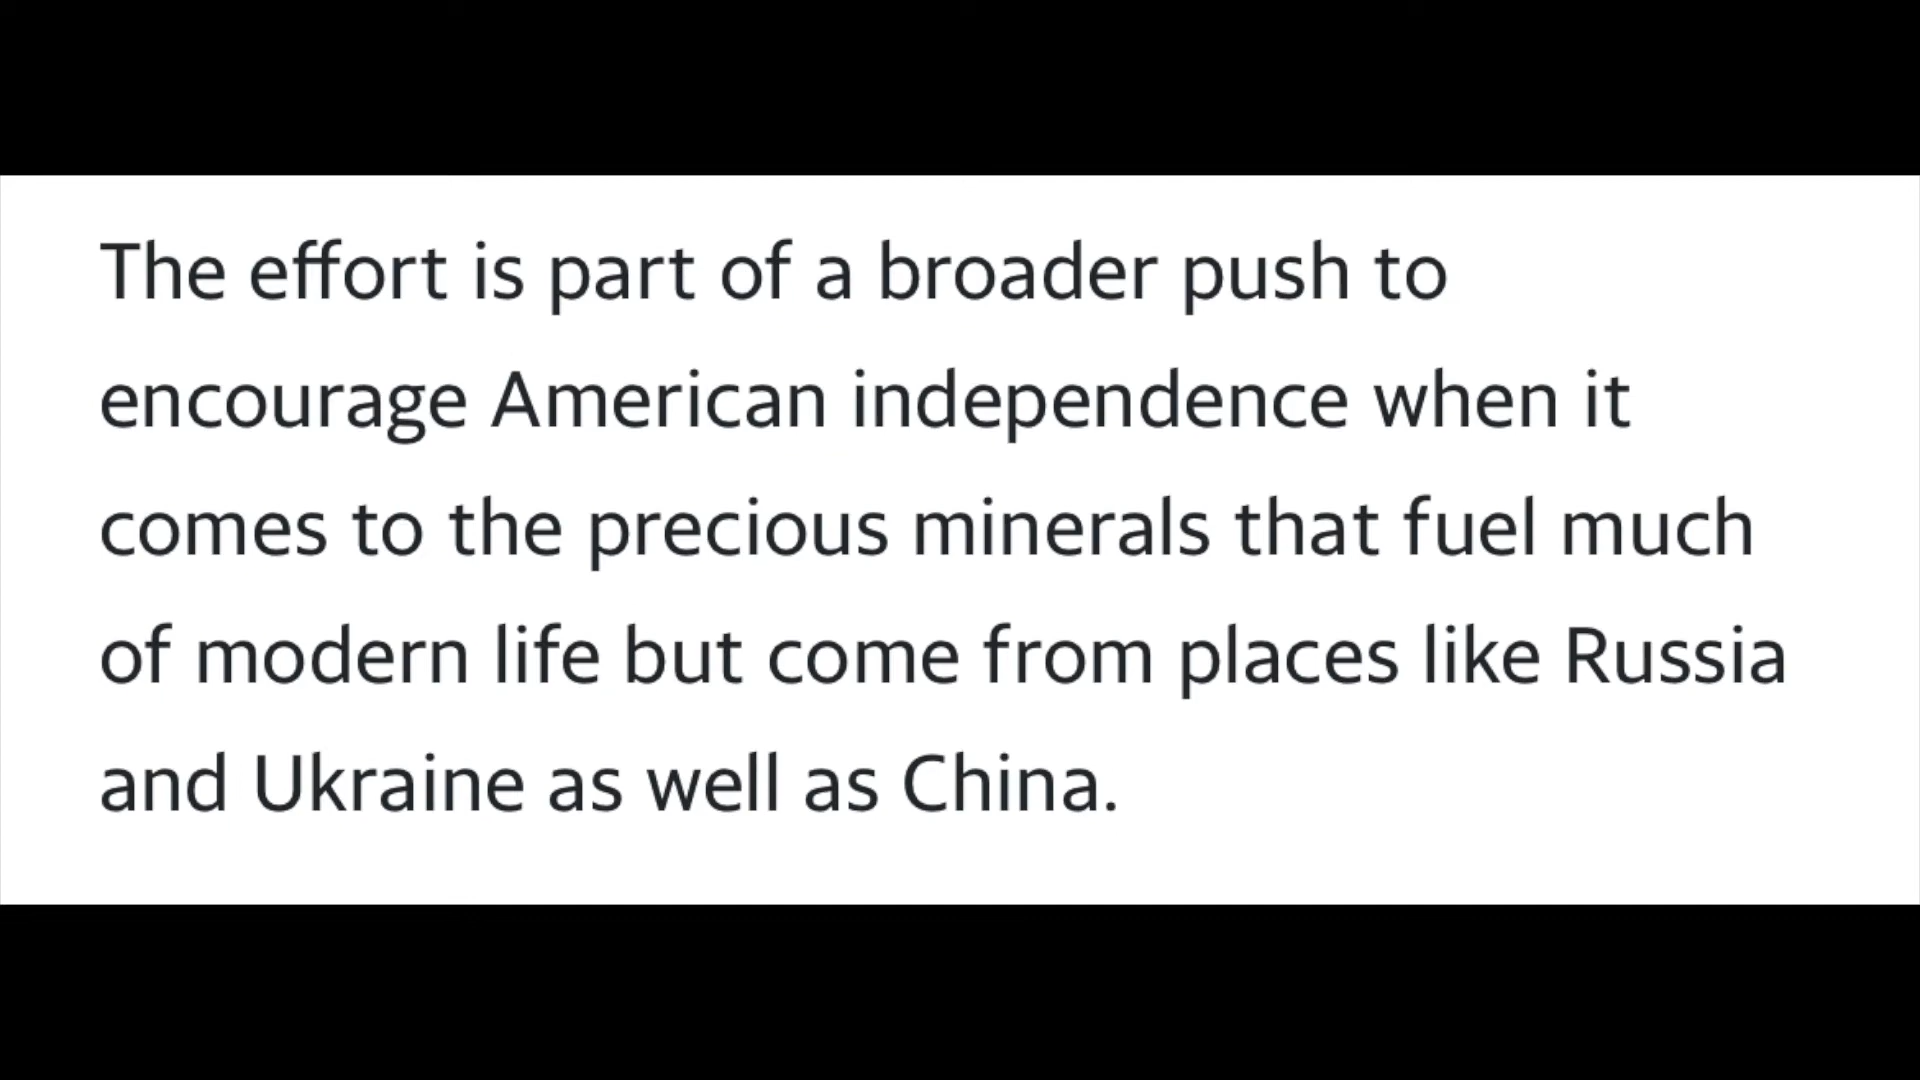 The effort is part of a broader push to
encourage American independence when it
comes to the precious minerals that fuel much
of modern life but come from places like Russia
and Ukraine as well as China.